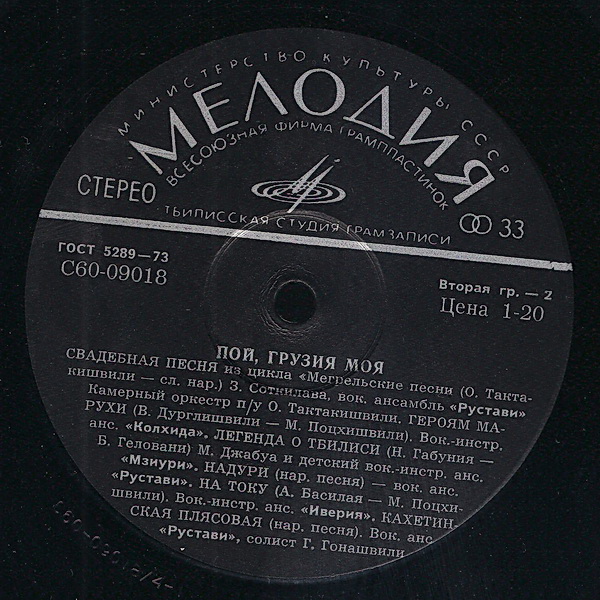 МИНИСТЕРСТВО КУЛЬТУРЫ СССР
МЕЛОДИЯ
ВСЕСОЮЗНАЯ ФИРМА ГРАМПЛАСТИНОК
СТЕРЕО
33
ТБИЛИССКАЯ СТУДИЯ ГРАМЗАПИСИ
ГОСТ 5289—73
С60-09018
Вторая гр. — 2
Цена 1-20
ПОЙ, ГРУЗИЯ МОЯ
СВАДЕБНАЯ ПЕСНЯ из цикла «Мегрельские песни (О. Такта-
кишвили — сл. нар.) З. Соткилава, вок. ансамбль «Рустави»
Камерный оркестр п/у О. Тактакишвили. ГЕРОЯМ МА-
РУХИ (В. Дурглишвили — М. Поцхишвили). Вок.-инстр.
анс. «Колхида». ЛЕГЕНДА О ТБИЛИСИ (Н. Габуния —
Б. Геловани) М. Джабуа и детский вок.-инстр. анс.
«Мзиури». НАДУРИ (нар. песня) — вок. анс.
«Рустави». НА ТОКУ (А. Басилая — М. Поцхи-
швили). Вок.-инстр. анс. «Иверия». КАХЕТИН-
СКАЯ ПЛЯСОВАЯ (нар. песня). Вок. анс
«Рустави», солист Г. Гонашвили